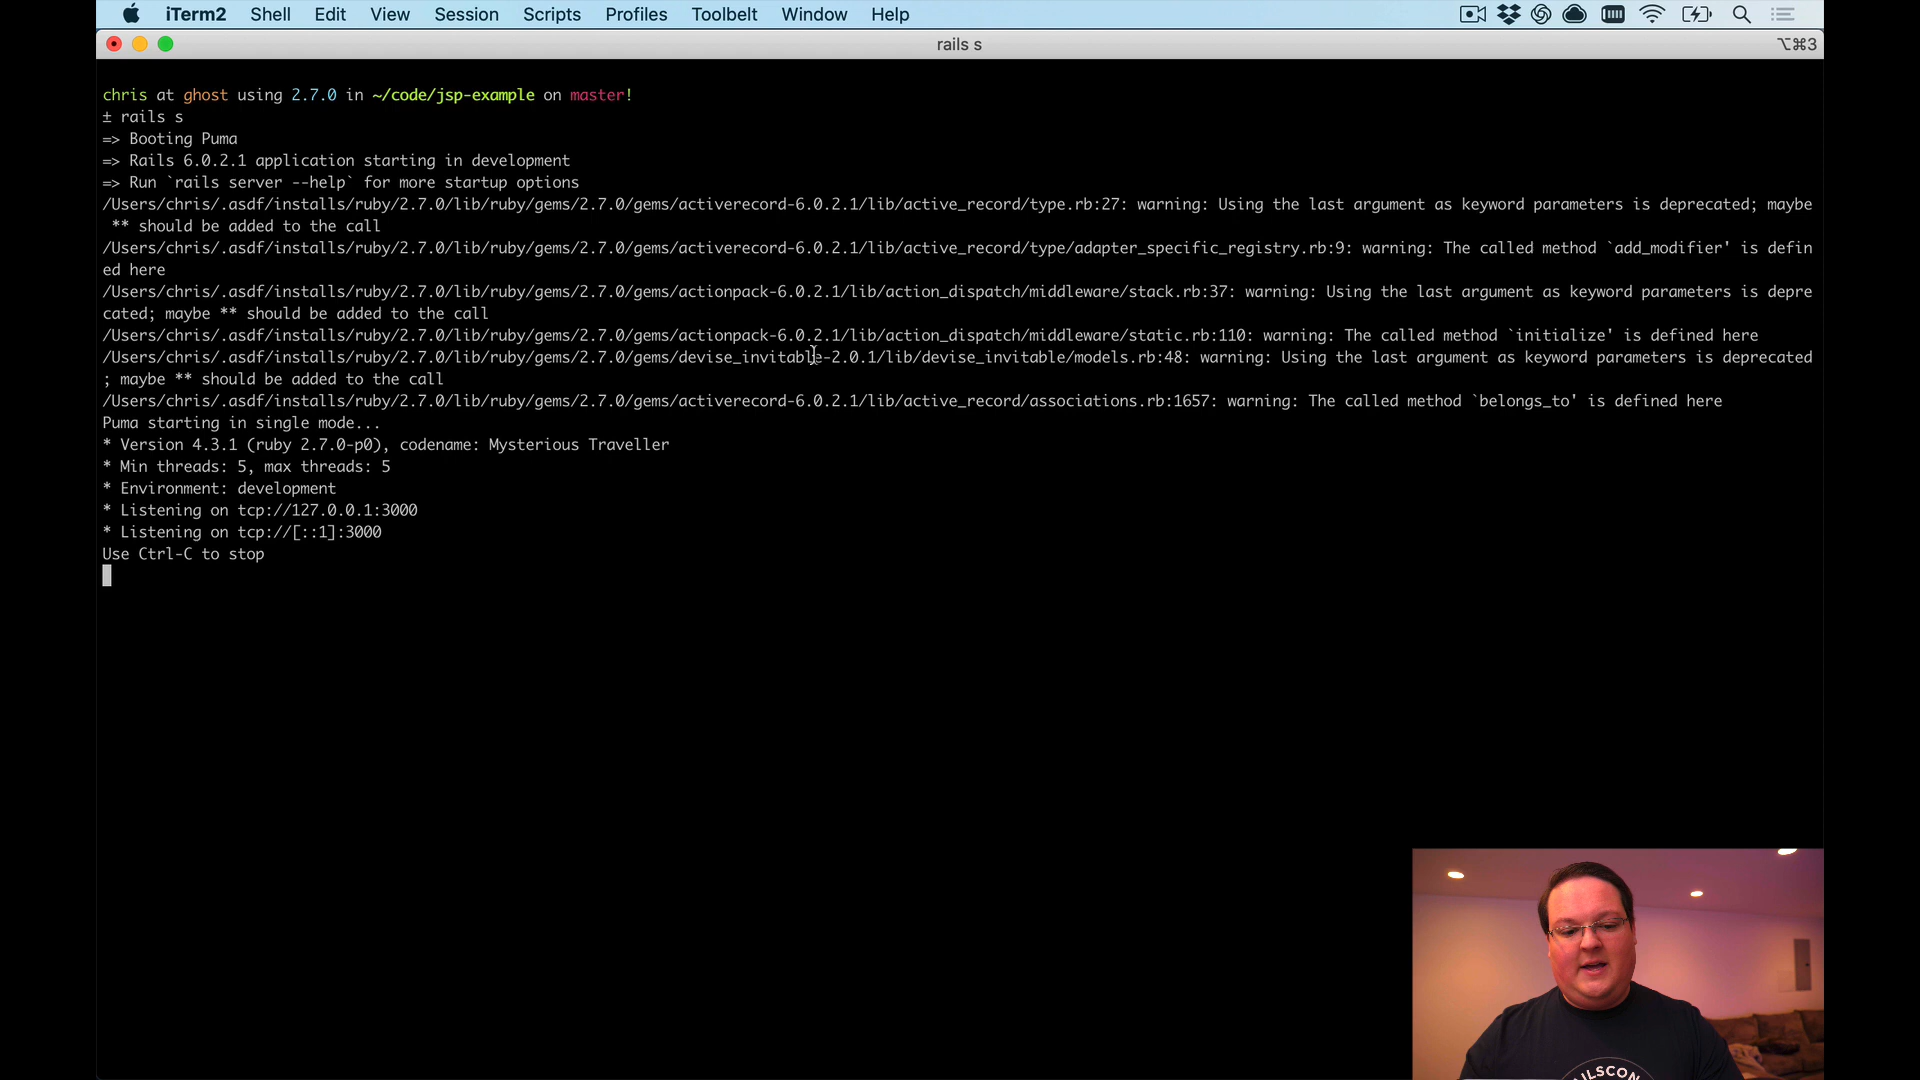 iTerm2 Shell Edit View Session Scripts Profiles Toolbelt Window Help
rails s ⌥⌘3
chris at ghost using 2.7.0 in ~/code/jsp-example on master!
± rails s
=> Booting Puma
=> Rails 6.0.2.1 application starting in development
=> Run `rails server --help` for more startup options
/Users/chris/.asdf/installs/ruby/2.7.0/lib/ruby/gems/2.7.0/gems/activerecord-6.0.2.1/lib/active_record/type.rb:27: warning: Using the last argument as keyword parameters is deprecated; maybe
** should be added to the call
/Users/chris/.asdf/installs/ruby/2.7.0/lib/ruby/gems/2.7.0/gems/activerecord-6.0.2.1/lib/active_record/type/adapter_specific_registry.rb:9: warning: The called method `add_modifier' is defin
ed here
/Users/chris/.asdf/installs/ruby/2.7.0/lib/ruby/gems/2.7.0/gems/actionpack-6.0.2.1/lib/action_dispatch/middleware/stack.rb:37: warning: Using the last argument as keyword parameters is depre
cated; maybe ** should be added to the call
/Users/chris/.asdf/installs/ruby/2.7.0/lib/ruby/gems/2.7.0/gems/actionpack-6.0.2.1/lib/action_dispatch/middleware/static.rb:110: warning: The called method `initialize' is defined here
/Users/chris/.asdf/installs/ruby/2.7.0/lib/ruby/gems/2.7.0/gems/devise_invitable-2.0.1/lib/devise_invitable/models.rb:48: warning: Using the last argument as keyword parameters is deprecated
; maybe ** should be added to the call
/Users/chris/.asdf/installs/ruby/2.7.0/lib/ruby/gems/2.7.0/gems/activerecord-6.0.2.1/lib/active_record/associations.rb:1657: warning: The called method `belongs_to' is defined here
Puma starting in single mode...
* Version 4.3.1 (ruby 2.7.0-p0), codename: Mysterious Traveller
* Min threads: 5, max threads: 5
* Environment: development
* Listening on tcp://127.0.0.1:3000
* Listening on tcp://[::1]:3000
Use Ctrl-C to stop
ILSCON